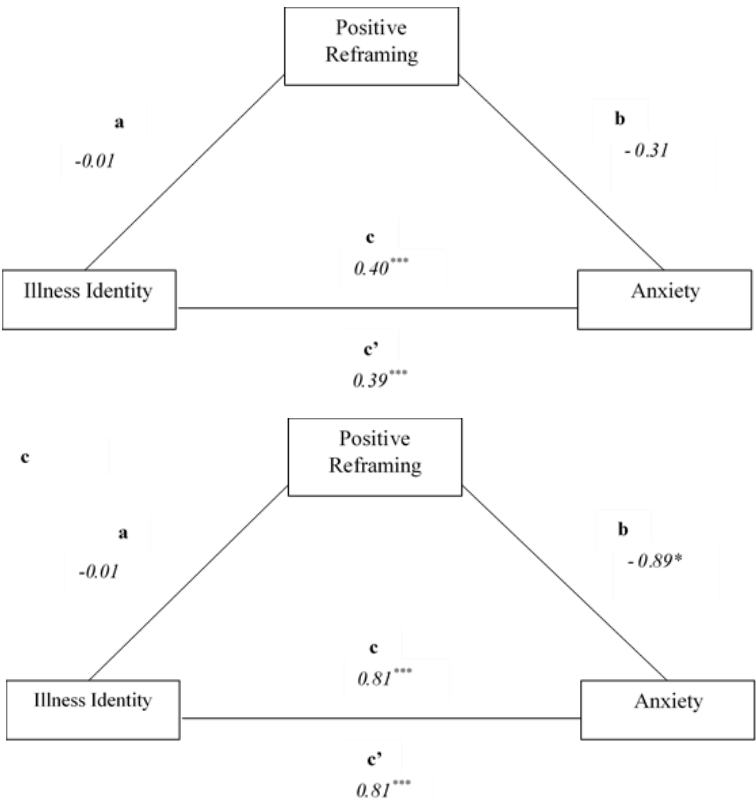 Positive
Reframing
a
b
-0.01
- 0.31
c
0.40***
Illness Identity
Anxiety
c’
0.39***
Positive
Reframing
c
a
b
-0.01
- 0.89*
c
0.81***
Illness Identity
Anxiety
c’
0.81***